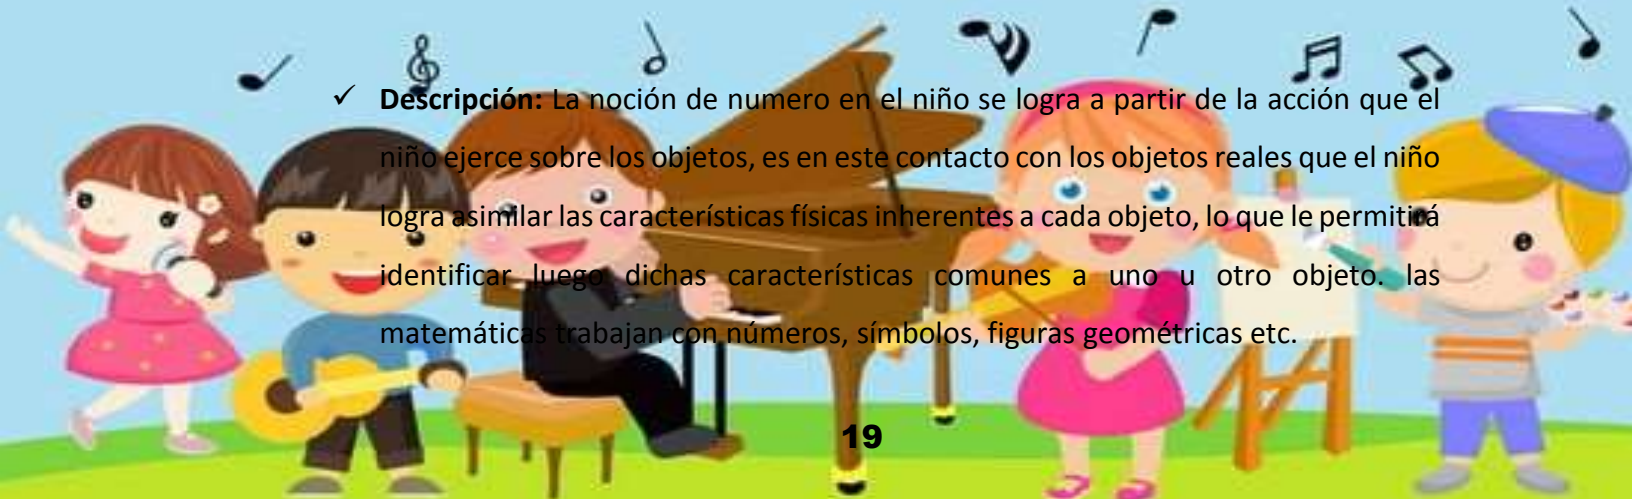 ✓ Descripción: La noción de numero en el niño se logra a partir de la acción que el
niño ejerce sobre los objetos, es en este contacto con los objetos reales que el niño
logra asimilar las características físicas inherentes a cada objeto, lo que le permitirá
identificar luego dichas características comunes a uno u otro objeto. las
matemáticas trabajan con números, símbolos, figuras geométricas etc.
19